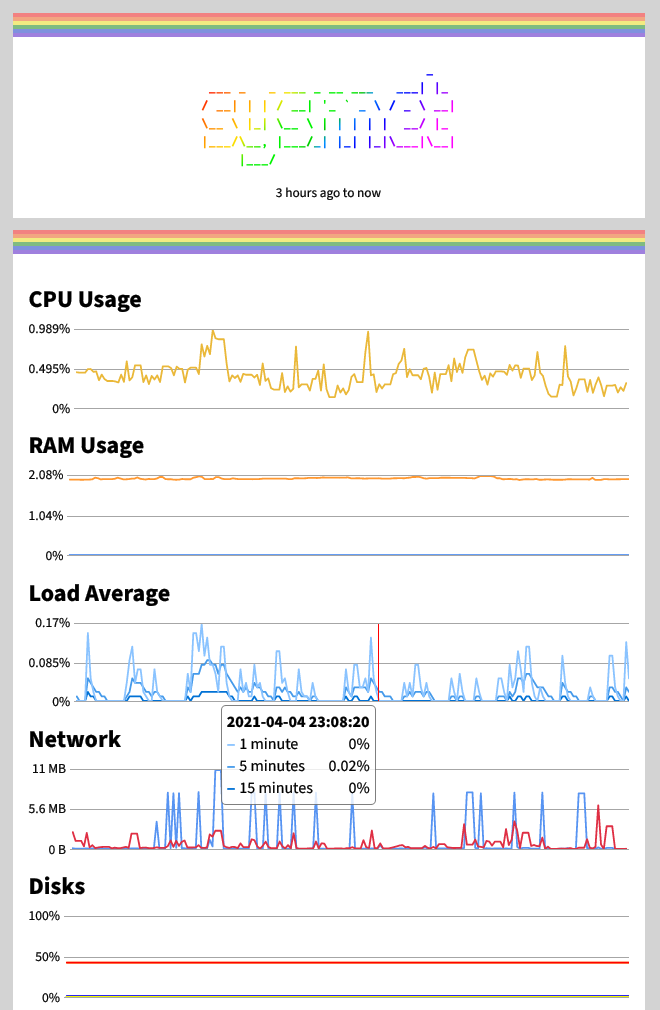 sysmet
3 hours ago to now
CPU Usage
0.989%
0.495%
0%
RAM Usage
2.08%
1.04%
0%
Load Average
0.17%
0.085%
0%
2021-04-04 23:08:20
1 minute 0%
5 minutes 0.02%
15 minutes 0%
Network
11 MB
5.6 MB
0 B
Disks
100%
50%
0%